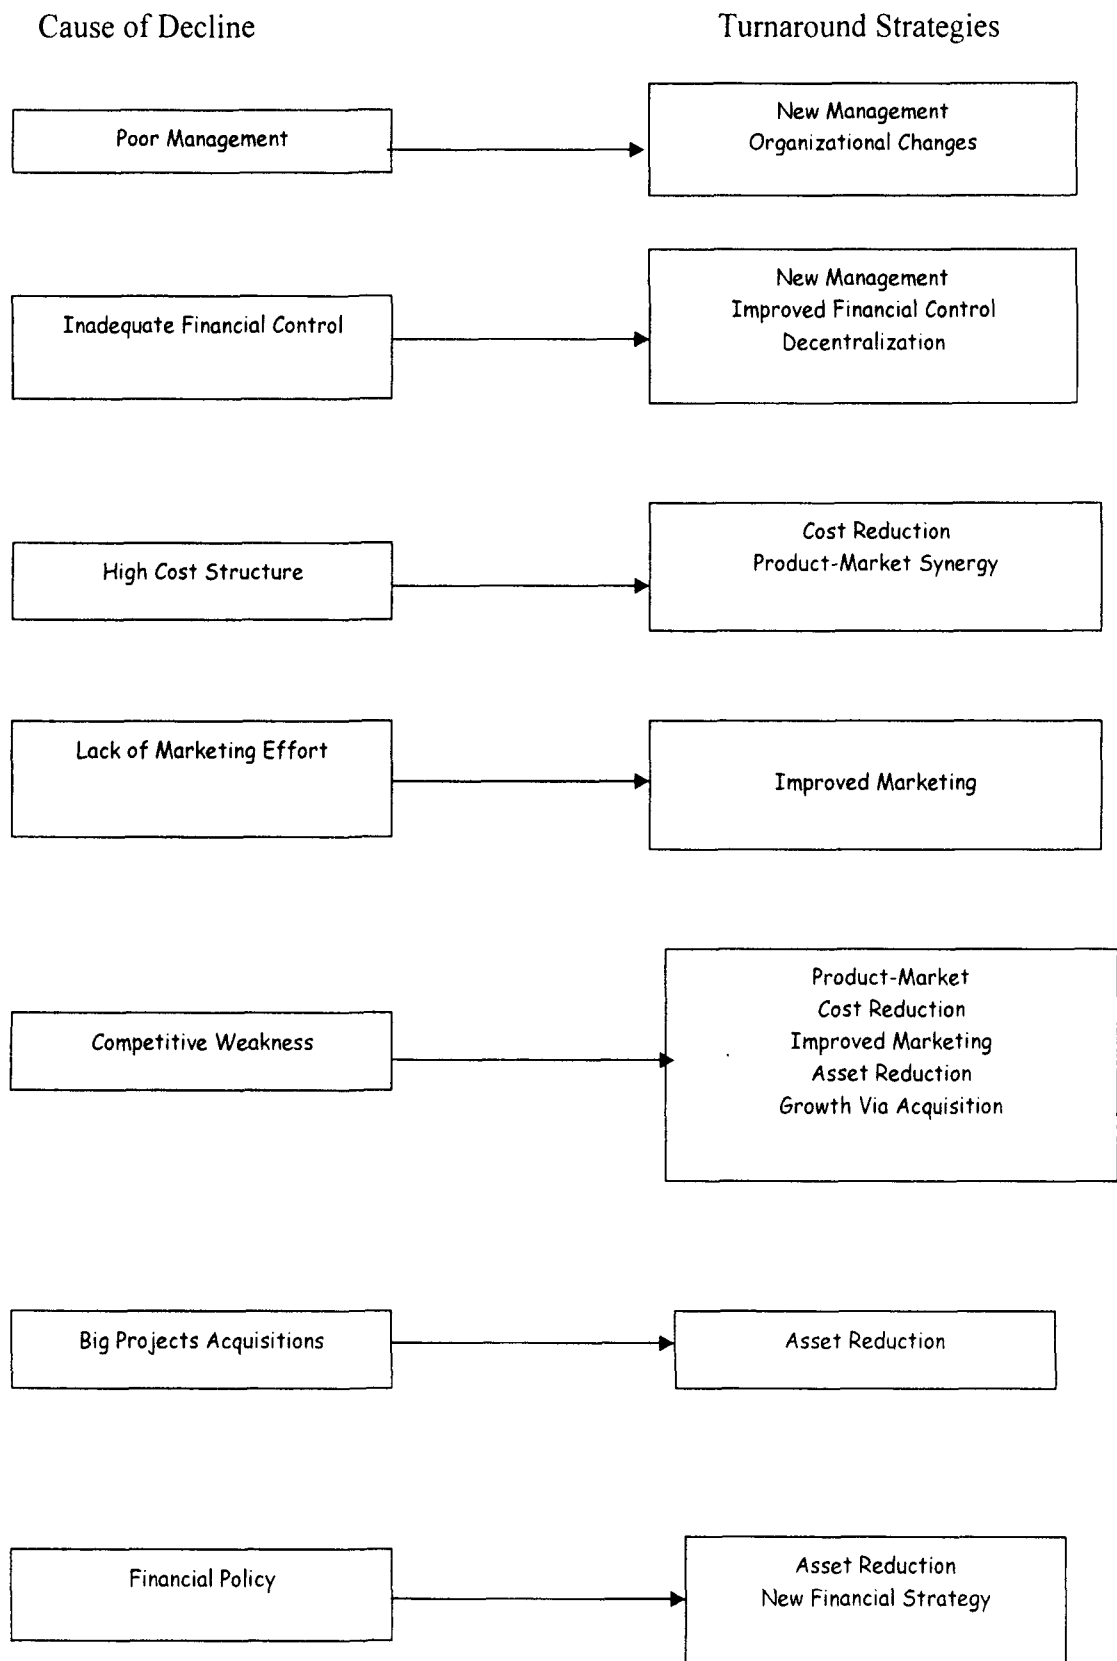 Cause of Decline
Turnaround Strategies
Poor Management
New Management
Organizational Changes
Inadequate Financial Control
New Management
Improved Financial Control
Decentralization
High Cost Structure
Cost Reduction
Product-Market Synergy
Lack of Marketing Effort
Improved Marketing
Competitive Weakness
Product-Market
Cost Reduction
Improved Marketing
Asset Reduction
Growth Via Acquisition
Big Projects Acquisitions
Asset Reduction
Financial Policy
Asset Reduction
New Financial Strategy